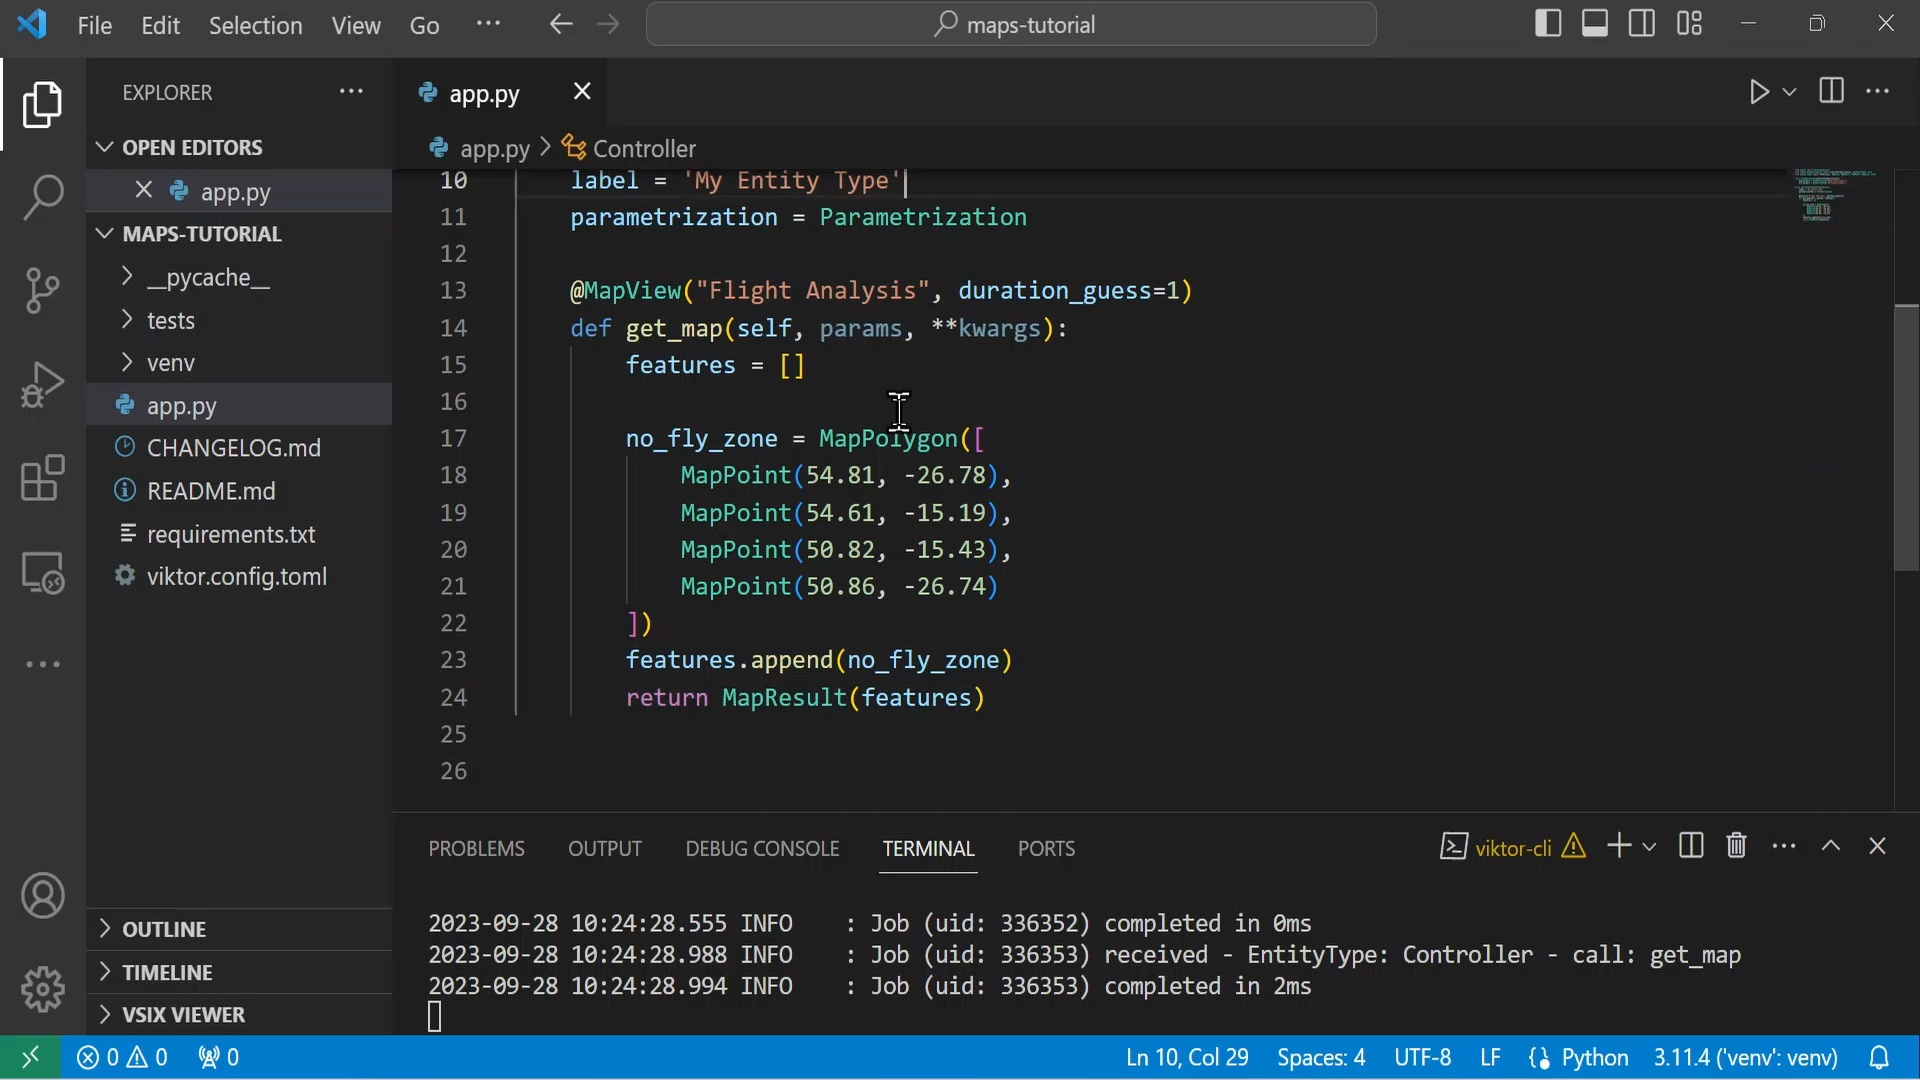 File Edit Selection View Go ··· maps-tutorial
EXPLORER ···
OPEN EDITORS
app.py
MAPS-TUTORIAL
__pycache__
tests
venv
app.py
CHANGELOG.md
README.md
requirements.txt
viktor.config.toml
OUTLINE
TIMELINE
VSIX VIEWER
app.py
app.py > Controller
10 label = 'My Entity Type'
11 parametrization = Parametrization
12
13 @MapView("Flight Analysis", duration_guess=1)
14 def get_map(self, params, **kwargs):
15 features = []
16
17 no_fly_zone = MapPolygon([
18 MapPoint(54.81, -26.78),
19 MapPoint(54.61, -15.19),
20 MapPoint(50.82, -15.43),
21 MapPoint(50.86, -26.74)
22 ])
23 features.append(no_fly_zone)
24 return MapResult(features)
25
26
PROBLEMS OUTPUT DEBUG CONSOLE TERMINAL PORTS viktor-cli
2023-09-28 10:24:28.555 INFO : Job (uid: 336352) completed in 0ms
2023-09-28 10:24:28.988 INFO : Job (uid: 336353) received - EntityType: Controller - call: get_map
2023-09-28 10:24:28.994 INFO : Job (uid: 336353) completed in 2ms
0 0 0 Ln 10, Col 29 Spaces: 4 UTF-8 LF Python 3.11.4 ('venv': venv)